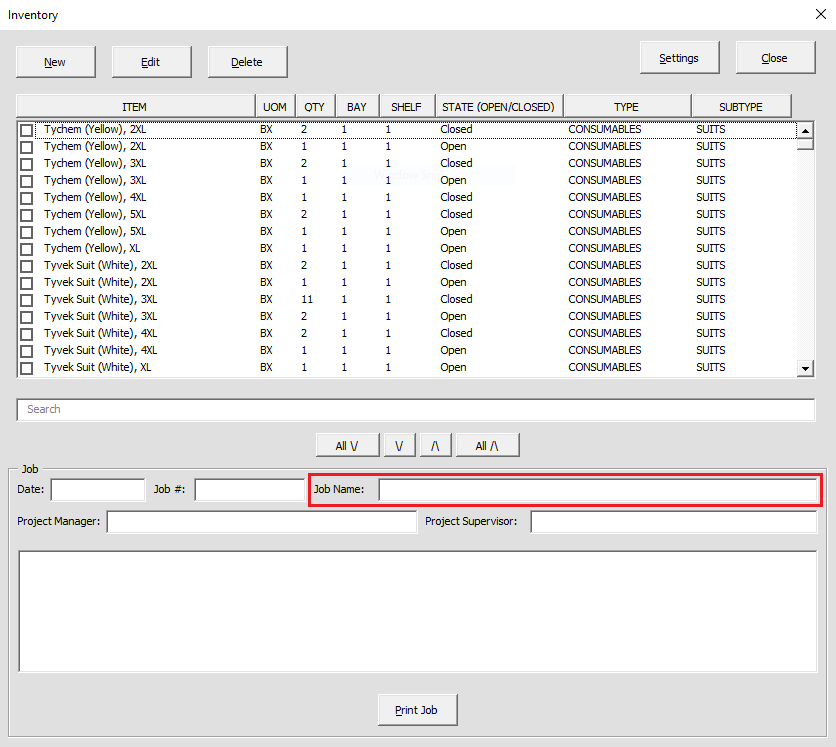 Inventory
New Edit Delete Settings Close
ITEM UOM QTY BAY SHELF STATE (OPEN/CLOSED) TYPE SUBTYPE
Tychem (Yellow), 2XL BX 2 1 1 Closed CONSUMABLES SUITS
Tychem (Yellow), 2XL BX 1 1 1 Open CONSUMABLES SUITS
Tychem (Yellow), 3XL BX 2 1 1 Closed CONSUMABLES SUITS
Tychem (Yellow), 3XL BX 1 1 1 Open CONSUMABLES SUITS
Tychem (Yellow), 4XL BX 1 1 1 Closed CONSUMABLES SUITS
Tychem (Yellow), 5XL BX 2 1 1 Closed CONSUMABLES SUITS
Tychem (Yellow), 5XL BX 1 1 1 Open CONSUMABLES SUITS
Tychem (Yellow), XL BX 1 1 1 Open CONSUMABLES SUITS
Tyvek Suit (White), 2XL BX 2 1 1 Closed CONSUMABLES SUITS
Tyvek Suit (White), 2XL BX 1 1 1 Open CONSUMABLES SUITS
Tyvek Suit (White), 3XL BX 11 1 1 Closed CONSUMABLES SUITS
Tyvek Suit (White), 3XL BX 2 1 1 Open CONSUMABLES SUITS
Tyvek Suit (White), 4XL BX 2 1 1 Closed CONSUMABLES SUITS
Tyvek Suit (White), 4XL BX 1 1 1 Open CONSUMABLES SUITS
Tyvek Suit (White), XL BX 1 1 1 Open CONSUMABLES SUITS
Search
All \/ \/ /\ All /\
Job
Date: Job #: Job Name:
Project Manager: Project Supervisor:
Print Job